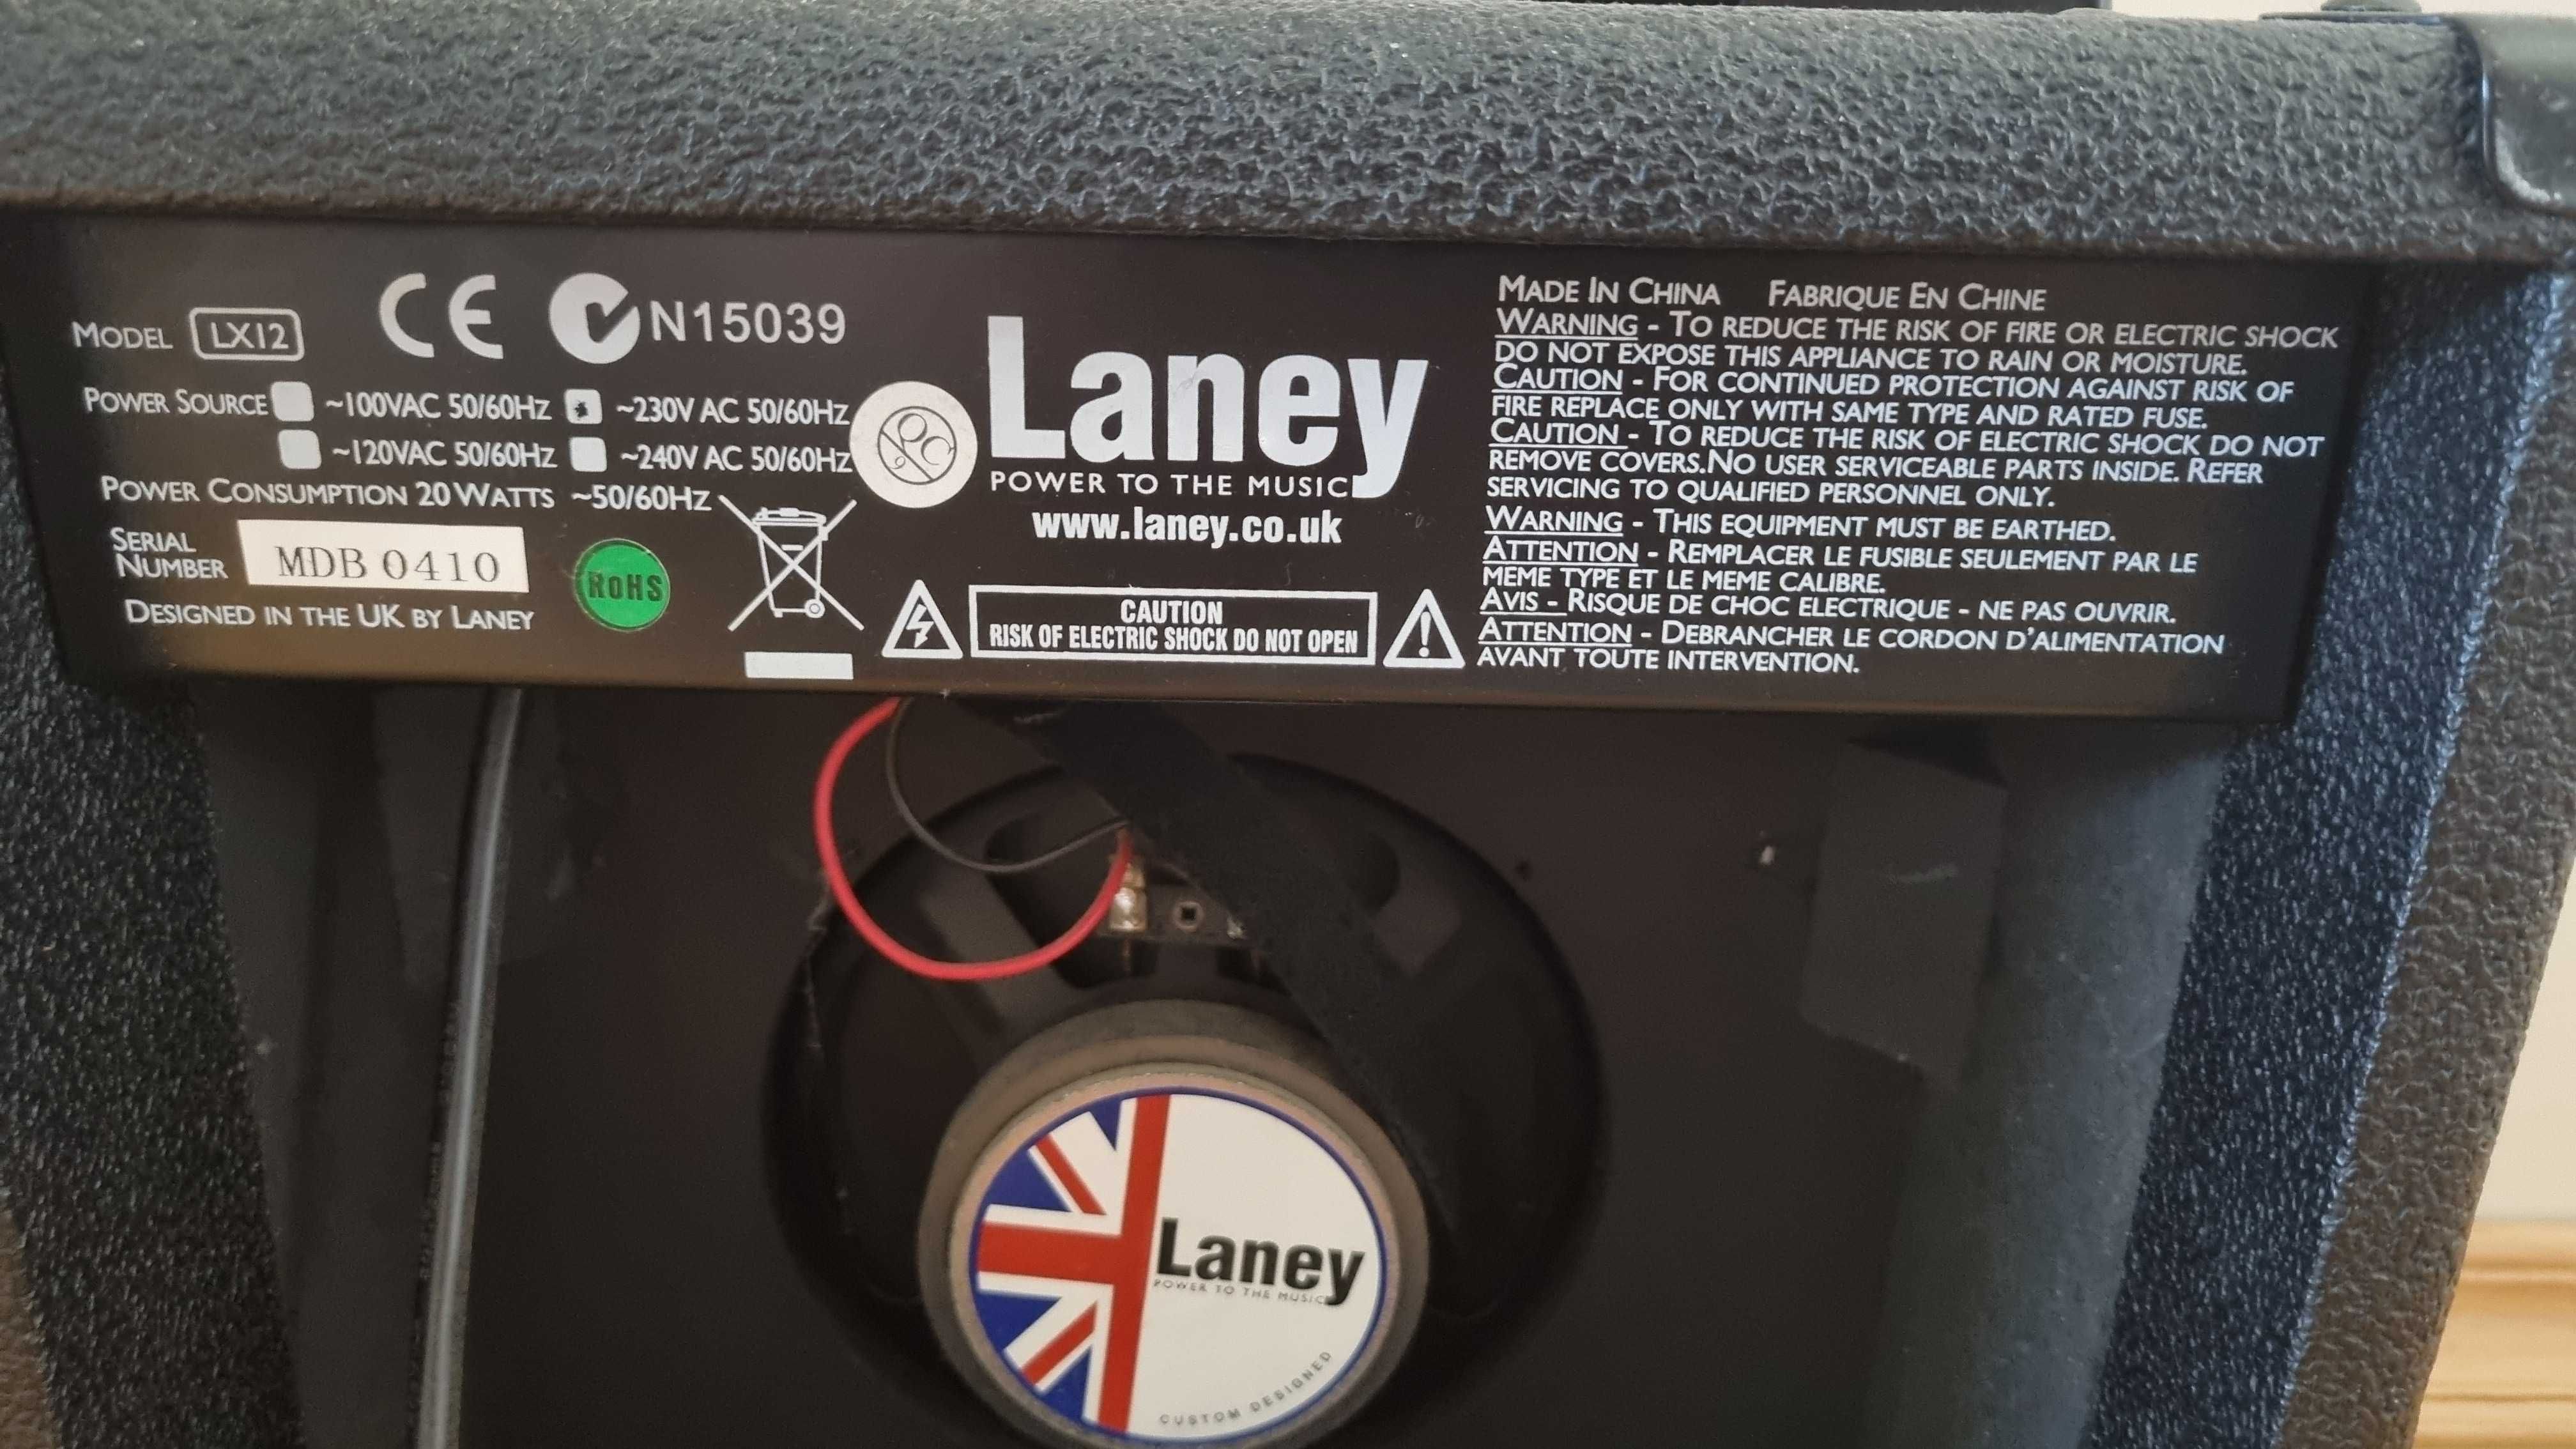 MODEL LX12
CE N15039
POWER SOURCE ~100VAC 50/60HZ ~230V AC 50/60HZ
~120VAC 50/60HZ ~240V AC 50/60HZ
POWER CONSUMPTION 20 WATTS ~50/60HZ
SERIAL
NUMBER MDB 0410
DESIGNED IN THE UK BY LANEY
RoHS
QC
9
Laney
POWER TO THE MUSIC
www.laney.co.uk
CAUTION
RISK OF ELECTRIC SHOCK DO NOT OPEN
MADE IN CHINA FABRIQUE EN CHINE
WARNING - TO REDUCE THE RISK OF FIRE OR ELECTRIC SHOCK
DO NOT EXPOSE THIS APPLIANCE TO RAIN OR MOISTURE.
CAUTION - FOR CONTINUED PROTECTION AGAINST RISK OF
FIRE REPLACE ONLY WITH SAME TYPE AND RATED FUSE.
CAUTION - TO REDUCE THE RISK OF ELECTRIC SHOCK DO NOT
REMOVE COVERS.NO USER SERVICEABLE PARTS INSIDE. REFER
SERVICING TO QUALIFIED PERSONNEL ONLY.
WARNING - THIS EQUIPMENT MUST BE EARTHED.
ATTENTION - REMPLACER LE FUSIBLE SEULEMENT PAR LE
MEME TYPE ET LE MEME CALIBRE.
AVIS - RISQUE DE CHOC ELECTRIQUE - NE PAS OUVRIR.
ATTENTION - DEBRANCHER LE CORDON D'ALIMENTATION
AVANT TOUTE INTERVENTION.
Laney
POWER TO THE MUSIC
CUSTOM DESIGNED